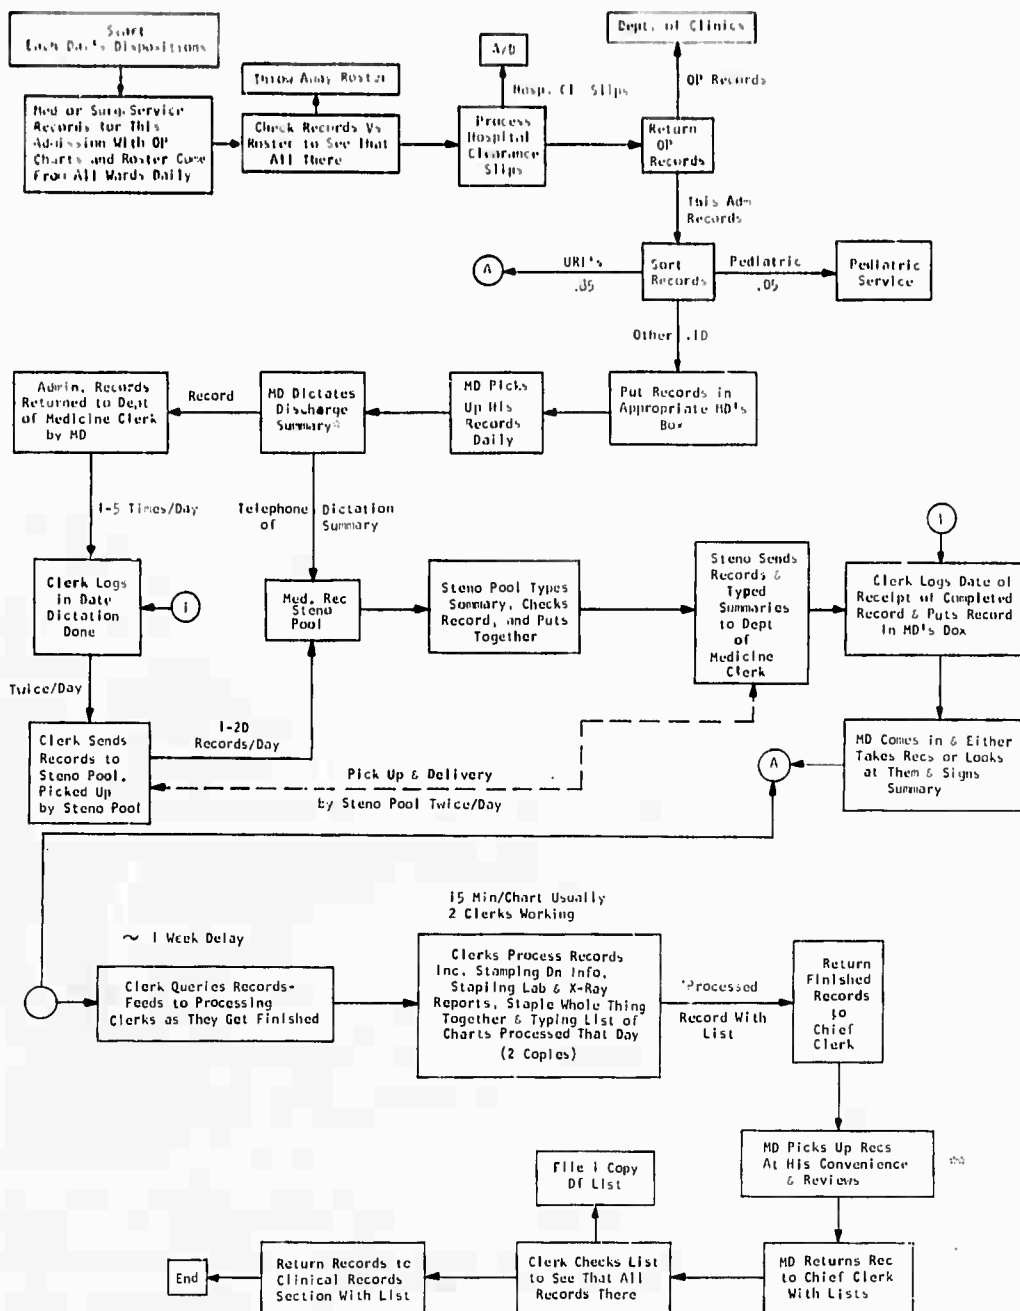 Start
Each Day's Dispositions
Med or Surg. Service
Records for This
Admission With OP
Charts and Roster Come
From All Wards Daily
Throw Away Roster
Check Records Vs
Roster to See That
All There
A/D
Hosp. Cl. Slips
Process
Hospital
Clearance
Slips
Dept. of Clinics
OP Records
Return
OP
Records
This Adm
Records
A
URI's
.05
Sort
Records
Pediatric
.05
Pediatric
Service
Other .ID
Admin. Records
Returned to Dept
of Medicine Clerk
by MD
Record
MD Dictates
Discharge
Summary*
MD Picks
Up His
Records
Daily
Put Records in
Appropriate MD's
Box
1-5 Times/Day
Telephone Dictation
of Summary
Clerk Logs
in Date
Dictation
Done
1
Med. Rec
Steno
Pool
Steno Pool Types
Summary, Checks
Record, and Puts
Together
Steno Sends
Records &
Typed
Summaries
to Dept
of
Medicine
Clerk
1
Clerk Logs Date of
Receipt of Completed
Record & Puts Record
in MD's Dox
Twice/Day
Clerk Sends
Records to
Steno Pool.
Picked Up
by Steno Pool
1-2D
Records/Day
Pick Up & Delivery
by Steno Pool Twice/Day
A
MD Comes in & Either
Takes Recs or Looks
at Them & Signs
Summary
~ 1 Week Delay
Clerk Queries Records-
Feeds to Processing
Clerks as They Get Finished
15 Min/Chart Usually
2 Clerks Working
Clerks Process Records
Inc. Stamping Dn Info,
Stapling Lab & X-Ray
Reports, Staple Whole Thing
Together & Typing List of
Charts Processed That Day
(2 Copies)
Processed
Record With
List
Return
Finished
Records
to
Chief
Clerk
MD Picks Up Recs
At His Convenience
& Reviews
**
MD Returns Rec
to Chief Clerk
With Lists
File 1 Copy
Df List
Clerk Checks List
to See That All
Records There
Return Records to
Clinical Records
Section With List
End